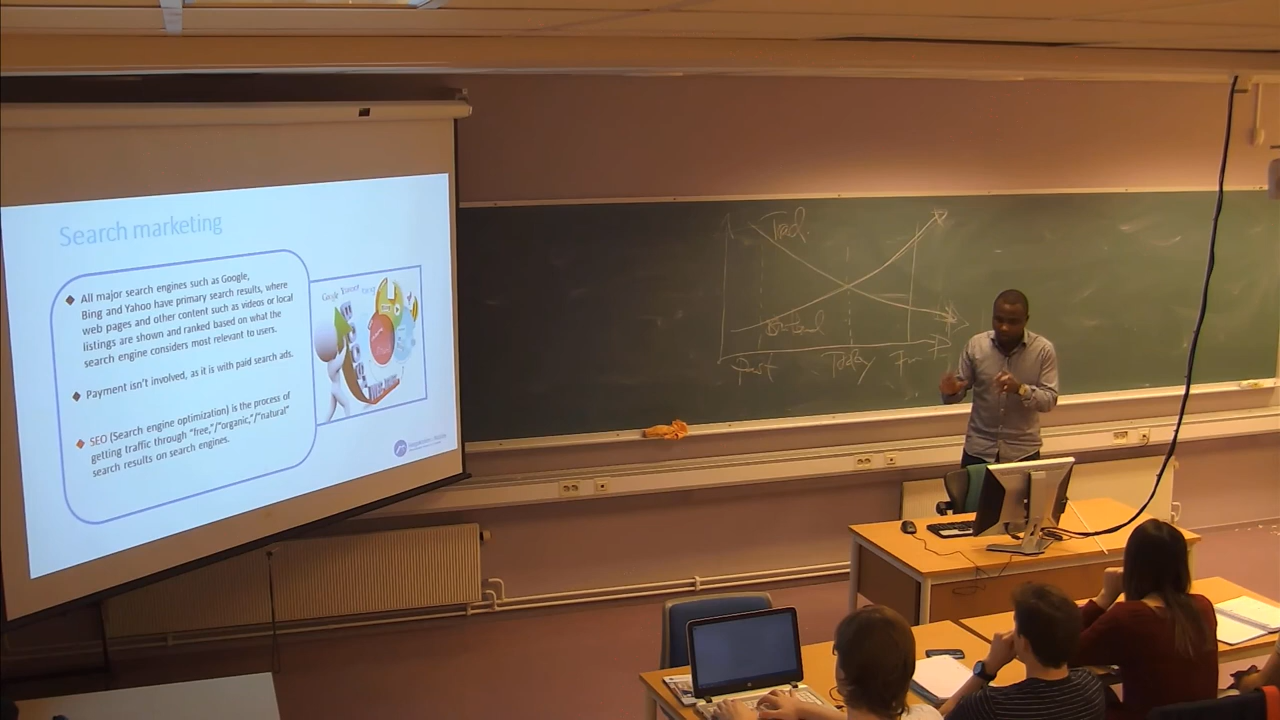 Search marketing
All major search engines such as Google,
Bing and Yahoo have primary search results, where
web pages and other content such as videos or local
listings are shown and ranked based on what the
search engine considers most relevant to users.
Payment isn't involved, as it is with paid search ads.
SEO (Search engine optimization) is the process of
getting traffic through "free,"/"organic,"/"natural"
search results on search engines.
Google Yahoo!
Trad.
Past Today